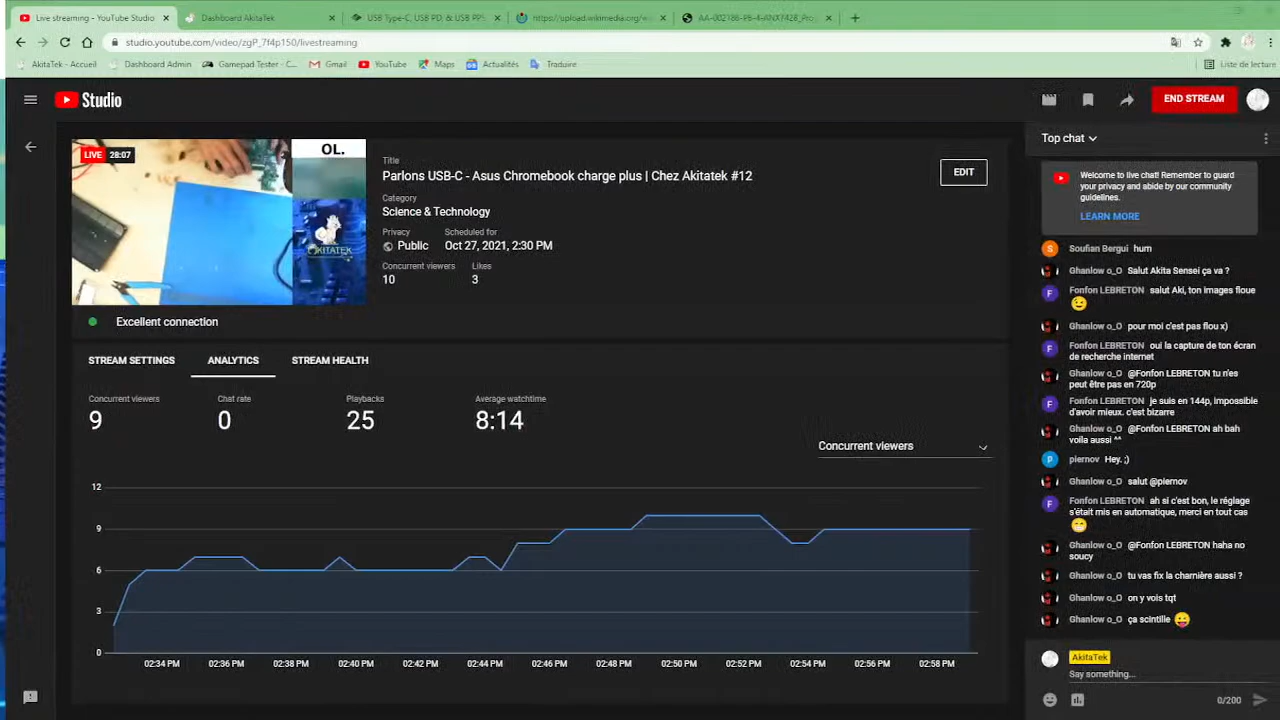 Live streaming - YouTube Studio
Dashboard AkitaTek
USB Type-C, USB PD, & USB PPS
https://upload.wikimedia.org/w
studio.youtube.com/video/zgP_7f4p150/livestreaming
AkitaTek - Accueil
Dashboard Admin
Gamepad Tester - C...
Gmail
YouTube
Maps
Actualités
Traduire
Liste de lecture
Studio
END STREAM
LIVE 28:07
OL.
AKITATEK
Title
Parlons USB-C - Asus Chromebook charge plus | Chez Akitatek #12
EDIT
Category
Science & Technology
Privacy
Scheduled for
Public
Oct 27, 2021, 2:30 PM
Concurrent viewers
Likes
10
3
Excellent connection
STREAM SETTINGS
ANALYTICS
STREAM HEALTH
Concurrent viewers
Chat rate
Playbacks
Average watchtime
9
0
25
8:14
Concurrent viewers
12
9
6
3
0
02:34 PM
02:36 PM
02:38 PM
02:40 PM
02:42 PM
02:44 PM
02:46 PM
02:48 PM
02:50 PM
02:52 PM
02:54 PM
02:56 PM
02:58 PM
Top chat
Welcome to live chat! Remember to guard
your privacy and abide by our community
guidelines.
LEARN MORE
Soufian Bergui hum
Ghanlow o_O Salut Akita Sensei ça va ?
Fonfon LEBRETON salut Aki, ton images floue
Ghanlow o_O pour moi c'est pas flou x)
Fonfon LEBRETON oui la capture de ton écran
de recherche internet
Ghanlow o_O @Fonfon LEBRETON tu n'es
peut être pas en 720p
Fonfon LEBRETON je suis en 144p, impossible
d'avoir mieux. c'est bizarre
Ghanlow o_O @Fonfon LEBRETON ah bah
voila aussi ^^
piernov Hey. ;)
Ghanlow o_O salut @piernov
Fonfon LEBRETON ah si c'est bon, le réglage
s'était mis en automatique, merci en tout cas
Ghanlow o_O @Fonfon LEBRETON haha no
soucy
Ghanlow o_O tu vas fix la charnière aussi ?
Ghanlow o_O on y vois tqt
Ghanlow o_O ça scintille
AkitaTek
Say something...
0/200